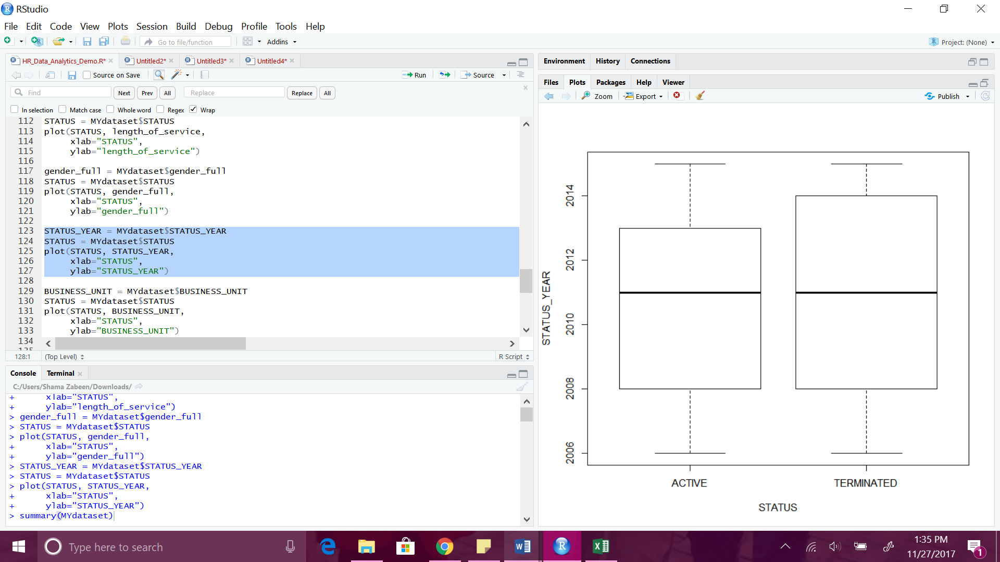 RStudio
File Edit Code View Plots Session Build Debug Profile Tools Help
Go to file/function Addins Project: (None)
HR_Data_Analytics_Demo.R* Untitled2* Untitled3* Untitled4*
Source on Save Run Source
Find Next Prev All Replace Replace All
In selection Match case Whole word Regex Wrap
112 STATUS = MYdataset$STATUS
113 plot(STATUS, length_of_service,
114 xlab="STATUS",
115 ylab="length_of_service")
116
117 gender_full = MYdataset$gender_full
118 STATUS = MYdataset$STATUS
119 plot(STATUS, gender_full,
120 xlab="STATUS",
121 ylab="gender_full")
122
123 STATUS_YEAR = MYdataset$STATUS_YEAR
124 STATUS = MYdataset$STATUS
125 plot(STATUS, STATUS_YEAR,
126 xlab="STATUS",
127 ylab="STATUS_YEAR")
128
129 BUSINESS_UNIT = MYdataset$BUSINESS_UNIT
130 STATUS = MYdataset$STATUS
131 plot(STATUS, BUSINESS_UNIT,
132 xlab="STATUS",
133 ylab="BUSINESS_UNIT")
134
128:1 (Top Level) R Script
Console Terminal
C:/Users/Shama Zabeen/Downloads/
+ xlab="STATUS",
+ ylab="length_of_service")
> gender_full = MYdataset$gender_full
> STATUS = MYdataset$STATUS
> plot(STATUS, gender_full,
+ xlab="STATUS",
+ ylab="gender_full")
> STATUS_YEAR = MYdataset$STATUS_YEAR
> STATUS = MYdataset$STATUS
> plot(STATUS, STATUS_YEAR,
+ xlab="STATUS",
+ ylab="STATUS_YEAR")
> summary(MYdataset)
Environment History Connections
Files Plots Packages Help Viewer
Zoom Export Publish
STATUS_YEAR
2014
2012
2010
2008
2006
ACTIVE TERMINATED
STATUS
Type here to search
1:35 PM
11/27/2017
1